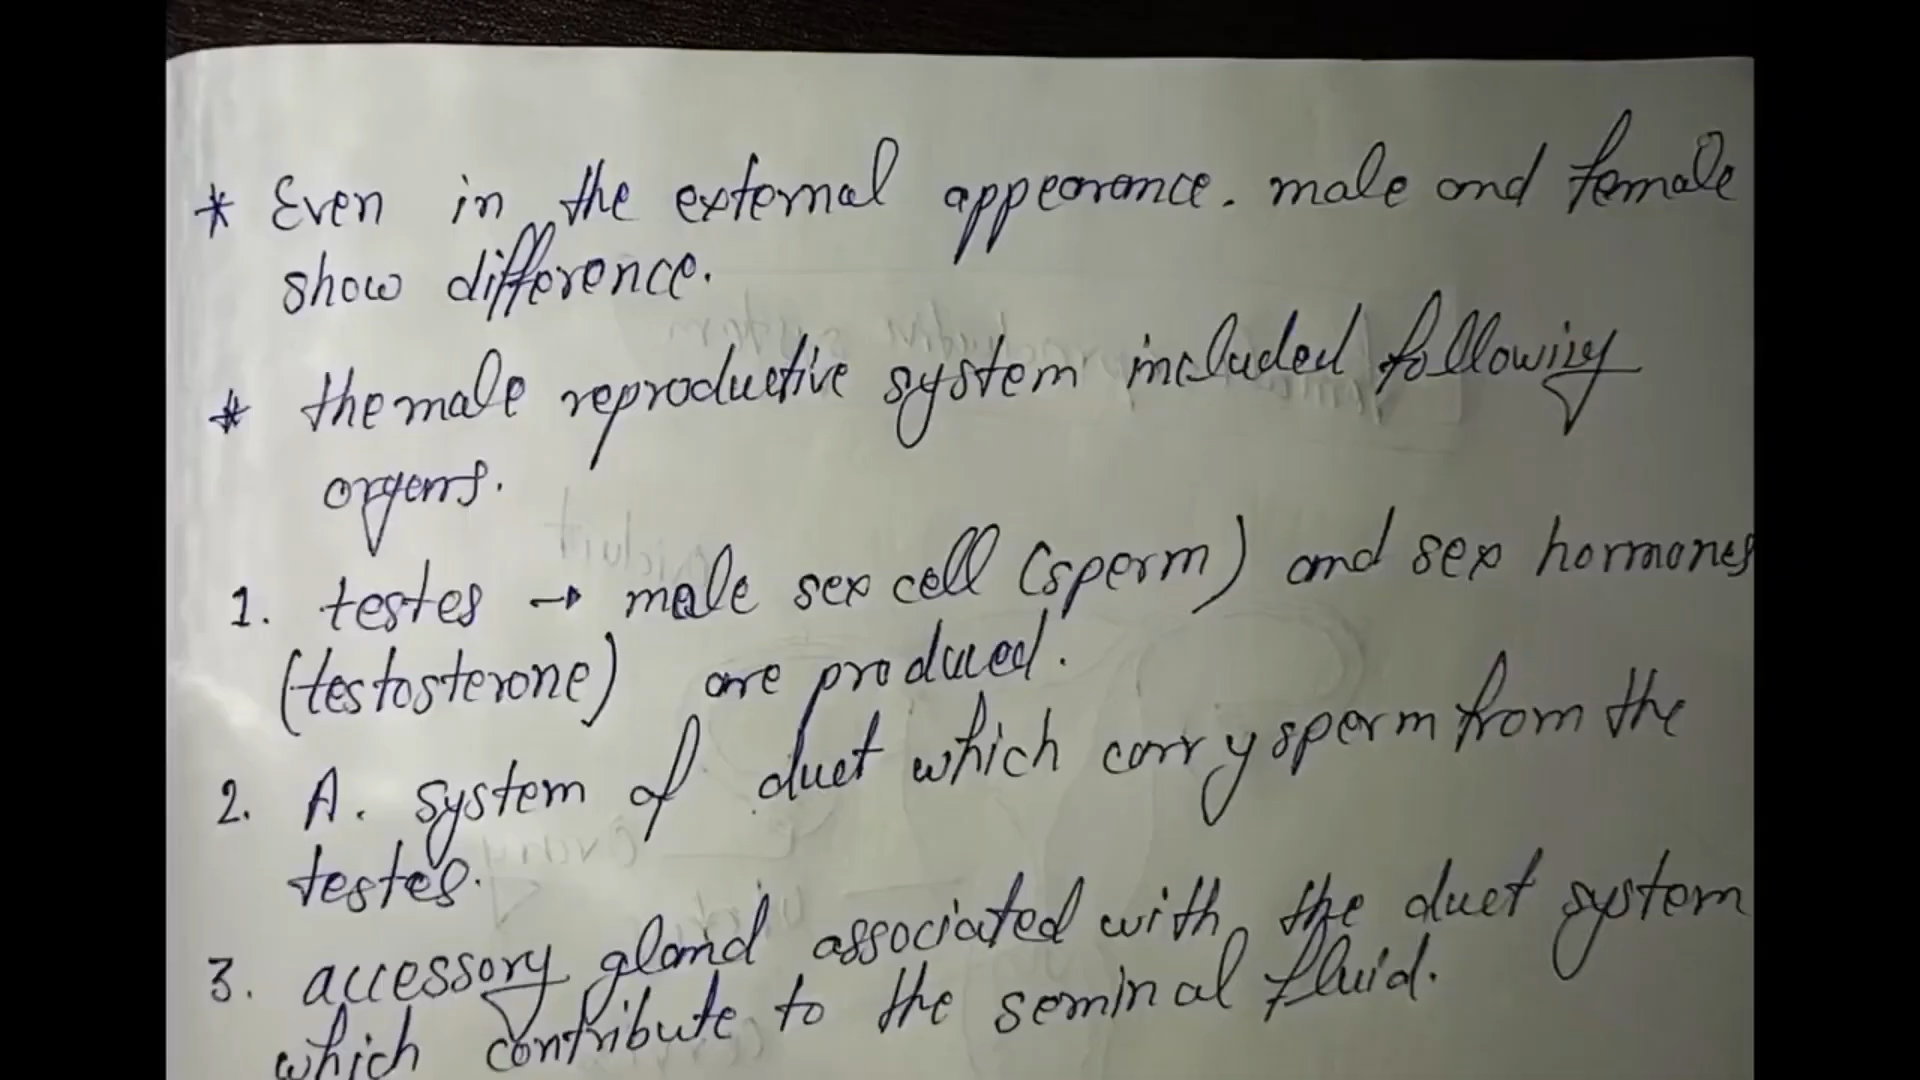 * Even in the external appearance. male and female
show difference.
* the male reproductive system included following
organs.
1. testes → male sex cell (sperm) and sex hormones
(testosterone) are produced.
2. A. system of duct which carry sperm from the
testes.
3. accessory gland associated with the duct system
which contribute to the seminal fluid.